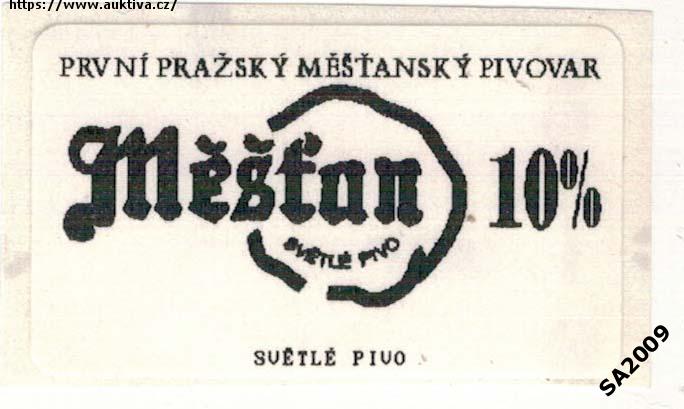 https://www.auktiva.cz/
PRVNÍ PRAŽSKÝ MĚŠŤANSKÝ PIVOVAR
Měšťan 10%
SVĚTLÉ PIVO
SVĚTLÉ PIVO
SA2009